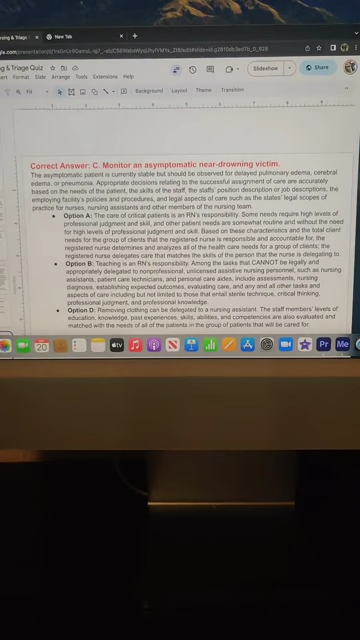 rsing & Triage
New Tab
& Triage Quiz
Slideshow
Share
nsert Format Slide Arrange Tools Extensions Help
Fit
Background Layout Theme Transition
Correct Answer: C. Monitor an asymptomatic near-drowning victim.
The asymptomatic patient is currently stable but should be observed for delayed pulmonary edema, cerebral
edema, or pneumonia. Appropriate decisions relating to the successful assignment of care are accurately
based on the needs of the patient, the skills of the staff, the staffs' position description or job descriptions, the
employing facility's policies and procedures, and legal aspects of care such as the states' legal scopes of
practice for nurses, nursing assistants and other members of the nursing team.
Option A: The care of critical patients is an RN's responsibility. Some needs require high levels of
professional judgment and skill, and other patient needs are somewhat routine and without the need
for high levels of professional judgment and skill. Based on these characteristics and the total client
needs for the group of clients that the registered nurse is responsible and accountable for, the
registered nurse determines and analyzes all of the health care needs for a group of clients; the
registered nurse delegates care that matches the skills of the person that the nurse is delegating to.
Option B: Teaching is an RN's responsibility. Among the tasks that CANNOT be legally and
appropriately delegated to nonprofessional, unlicensed assistive nursing personnel, such as nursing
assistants, patient care technicians, and personal care aides, include assessments, nursing
diagnosis, establishing expected outcomes, evaluating care, and any and all other tasks and
aspects of care including but not limited to those that entail sterile technique, critical thinking,
professional judgment, and professional knowledge.
Option D: Removing clothing can be delegated to a nursing assistant. The staff members' levels of
education, knowledge, past experiences, skills, abilities, and competencies are also evaluated and
matched with the needs of all of the patients in the group of patients that will be cared for.
20
tv
Pr
Me